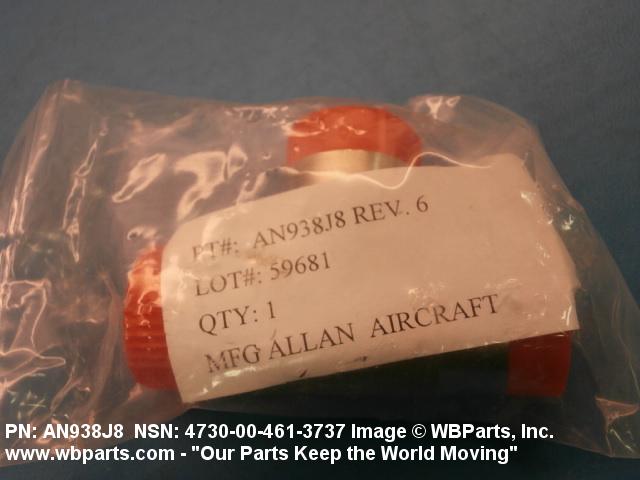 PT#: AN938J8 REV. 6
LOT#: 59681
QTY: 1
MFG ALLAN AIRCRAFT
PN: AN938J8 NSN: 4730-00-461-3737 Image © WBParts, Inc.
www.wbparts.com - "Our Parts Keep the World Moving"